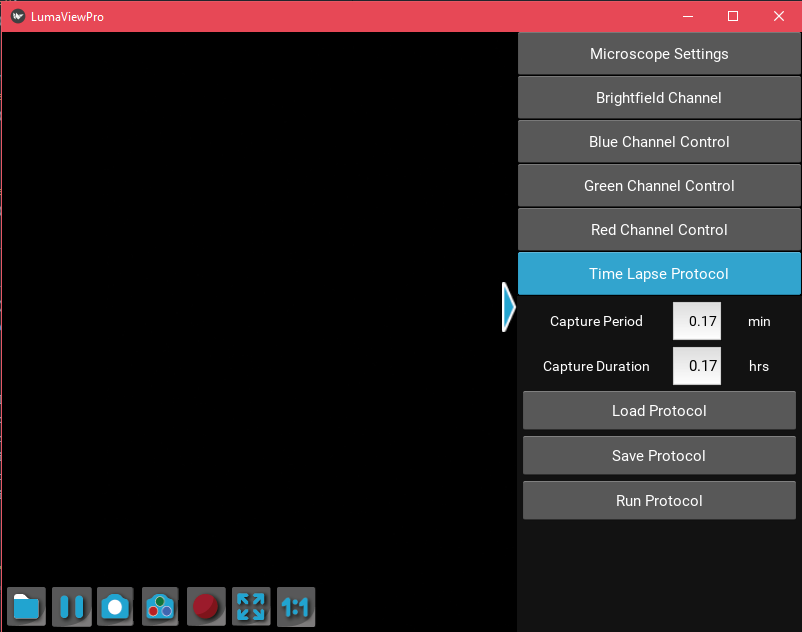 LumaViewPro
Microscope Settings
Brightfield Channel
Blue Channel Control
Green Channel Control
Red Channel Control
Time Lapse Protocol
Capture Period 0.17 min
Capture Duration 0.17 hrs
Load Protocol
Save Protocol
Run Protocol
1:1